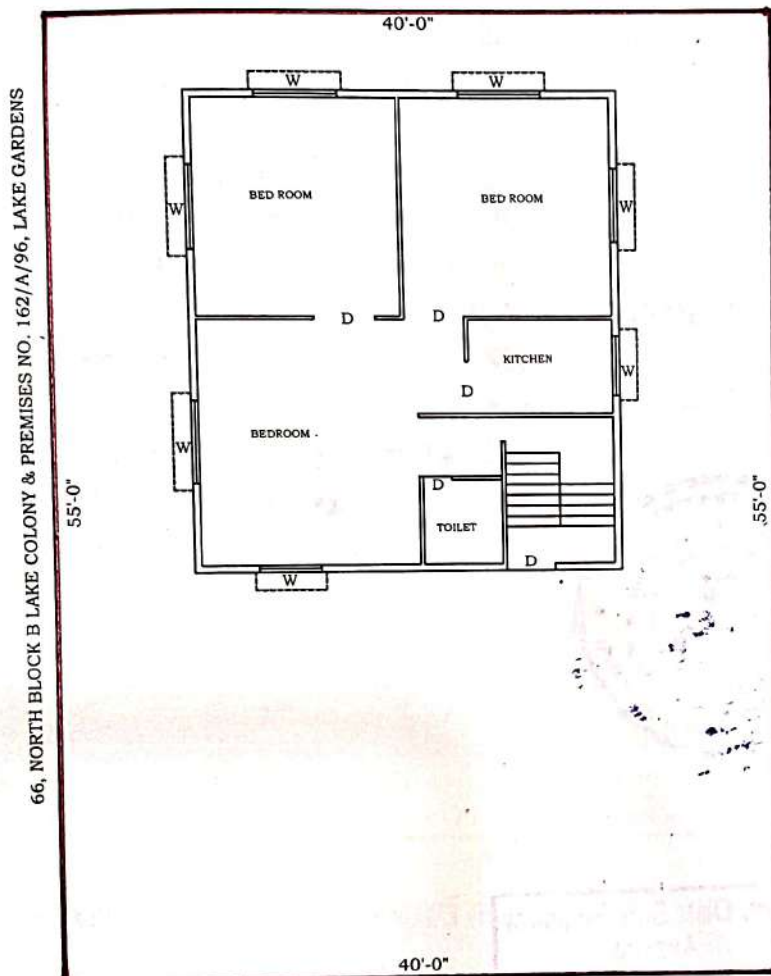 40'-0"
66, NORTH BLOCK B LAKE COLONY & PREMISES NO. 162/A/96, LAKE GARDENS
W
W
W
BED ROOM
BED ROOM
W
D
D
KITCHEN
W
D
W
BEDROOM
55'-0"
55'-0"
D
TOILET
D
W
40'-0"